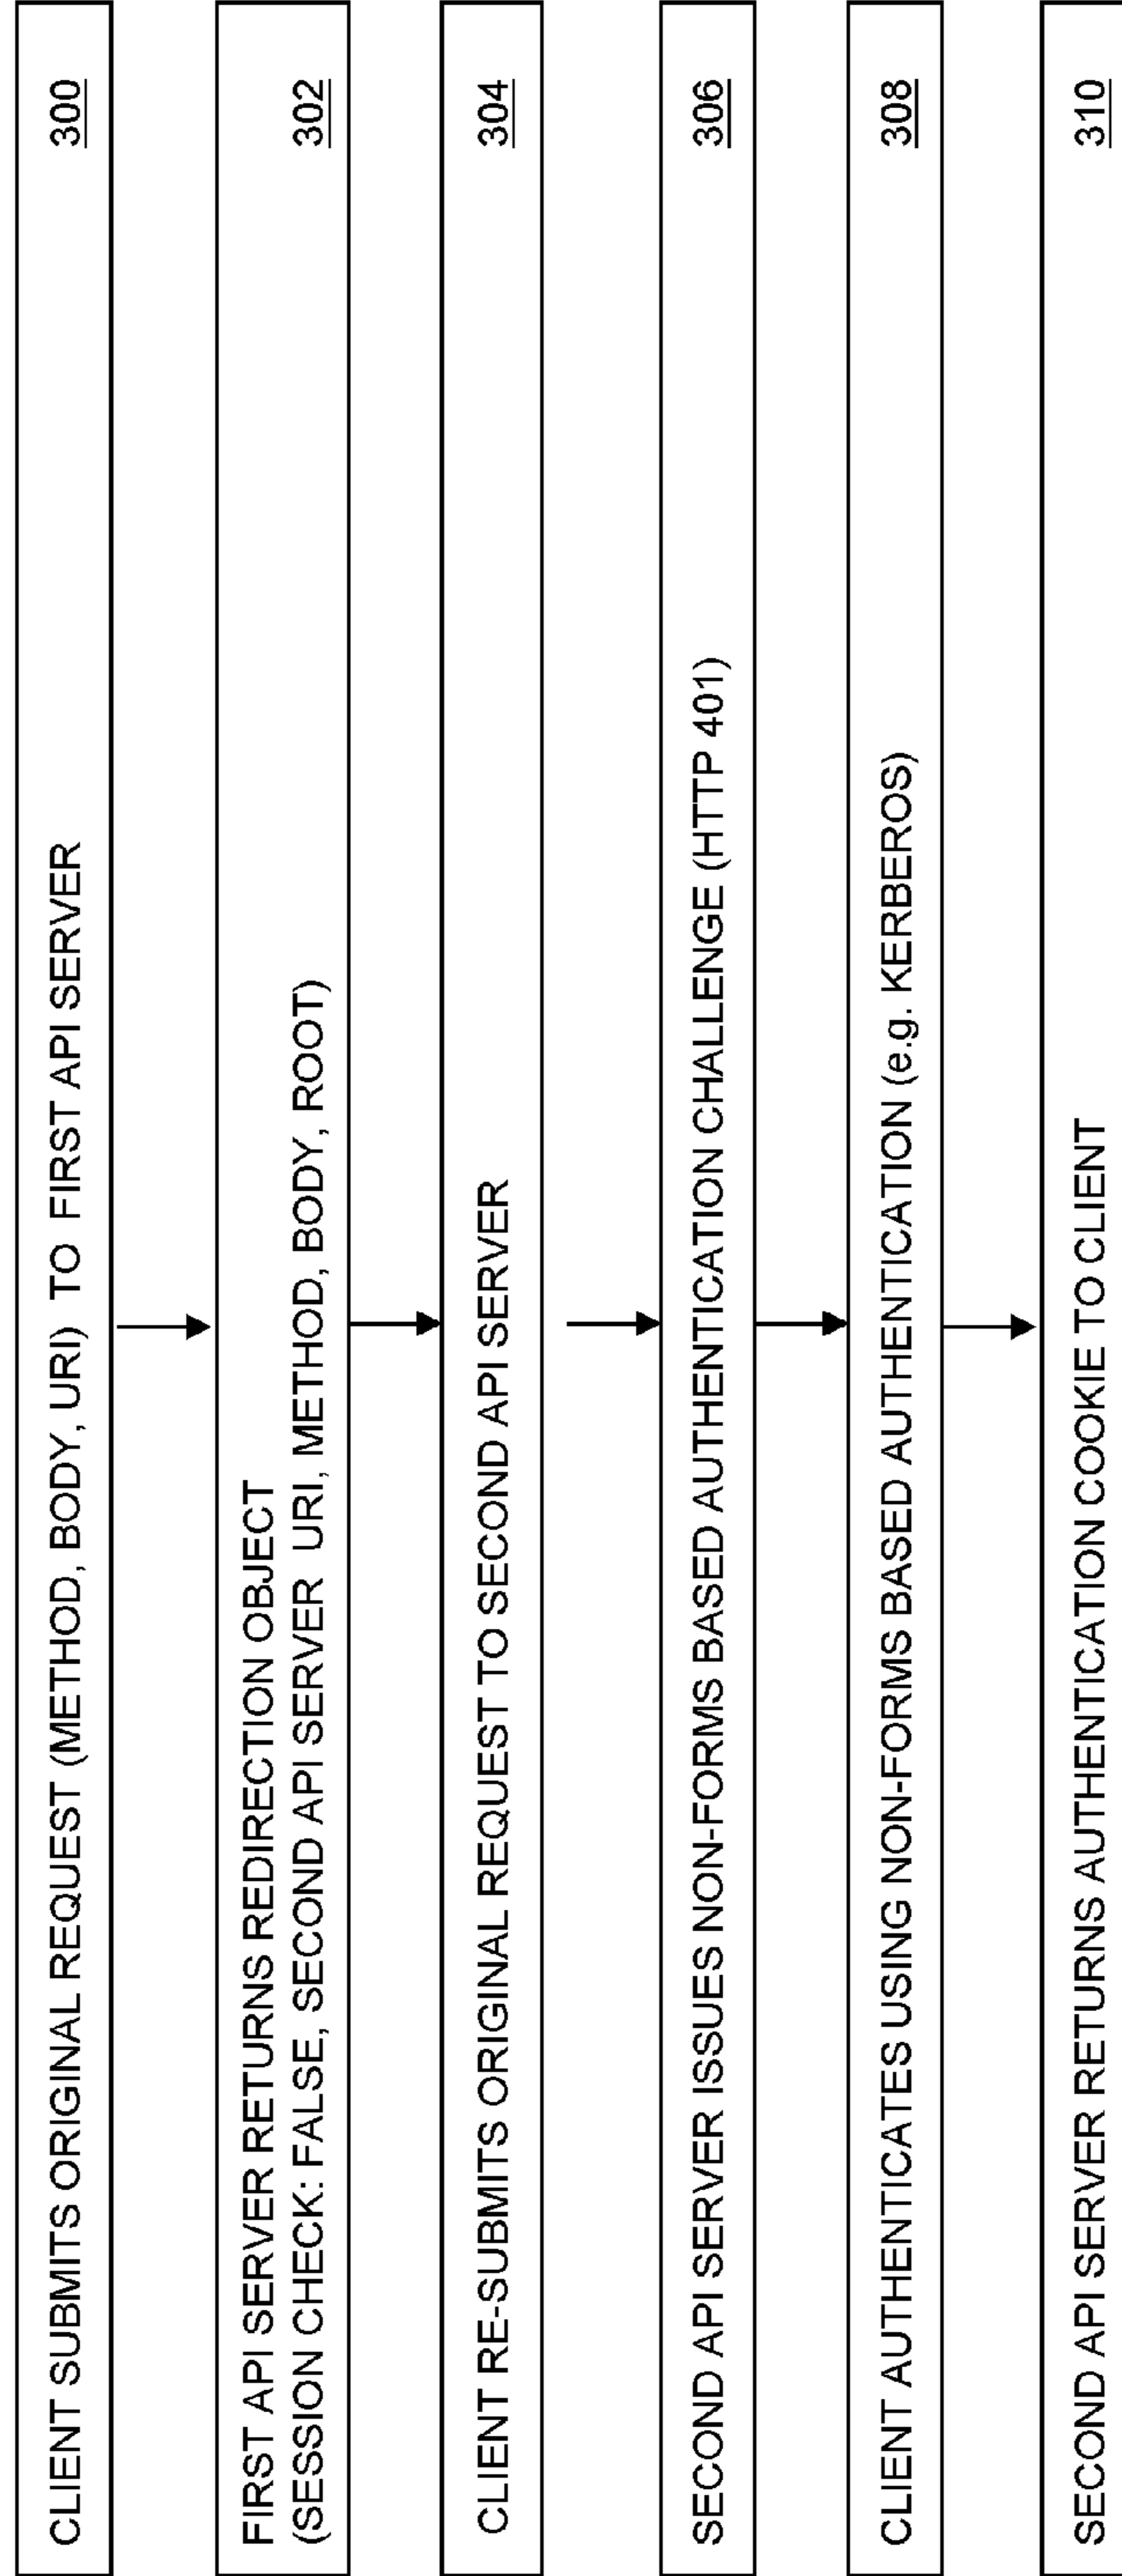 CLIENT SUBMITS ORIGINAL REQUEST (METHOD, BODY, URI) TO FIRST API SERVER 300
FIRST API SERVER RETURNS REDIRECTION OBJECT
(SESSION CHECK: FALSE, SECOND API SERVER URI, METHOD, BODY, ROOT) 302
CLIENT RE-SUBMITS ORIGINAL REQUEST TO SECOND API SERVER 304
SECOND API SERVER ISSUES NON-FORMS BASED AUTHENTICATION CHALLENGE (HTTP 401) 306
CLIENT AUTHENTICATES USING NON-FORMS BASED AUTHENTICATION (e.g. KERBEROS) 308
SECOND API SERVER RETURNS AUTHENTICATION COOKIE TO CLIENT 310